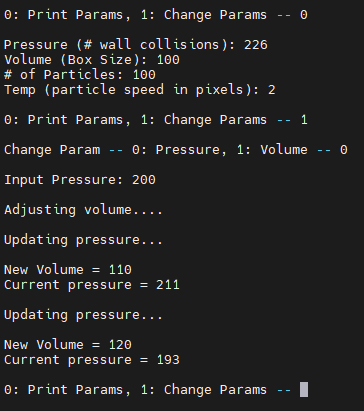 0: Print Params, 1: Change Params -- 0
Pressure (# wall collisions): 226
Volume (Box Size): 100
# of Particles: 100
Temp (particle speed in pixels): 2
0: Print Params, 1: Change Params -- 1
Change Param -- 0: Pressure, 1: Volume -- 0
Input Pressure: 200
Adjusting volume....
Updating pressure...
New Volume = 110
Current pressure = 211
Updating pressure...
New Volume = 120
Current pressure = 193
0: Print Params, 1: Change Params --